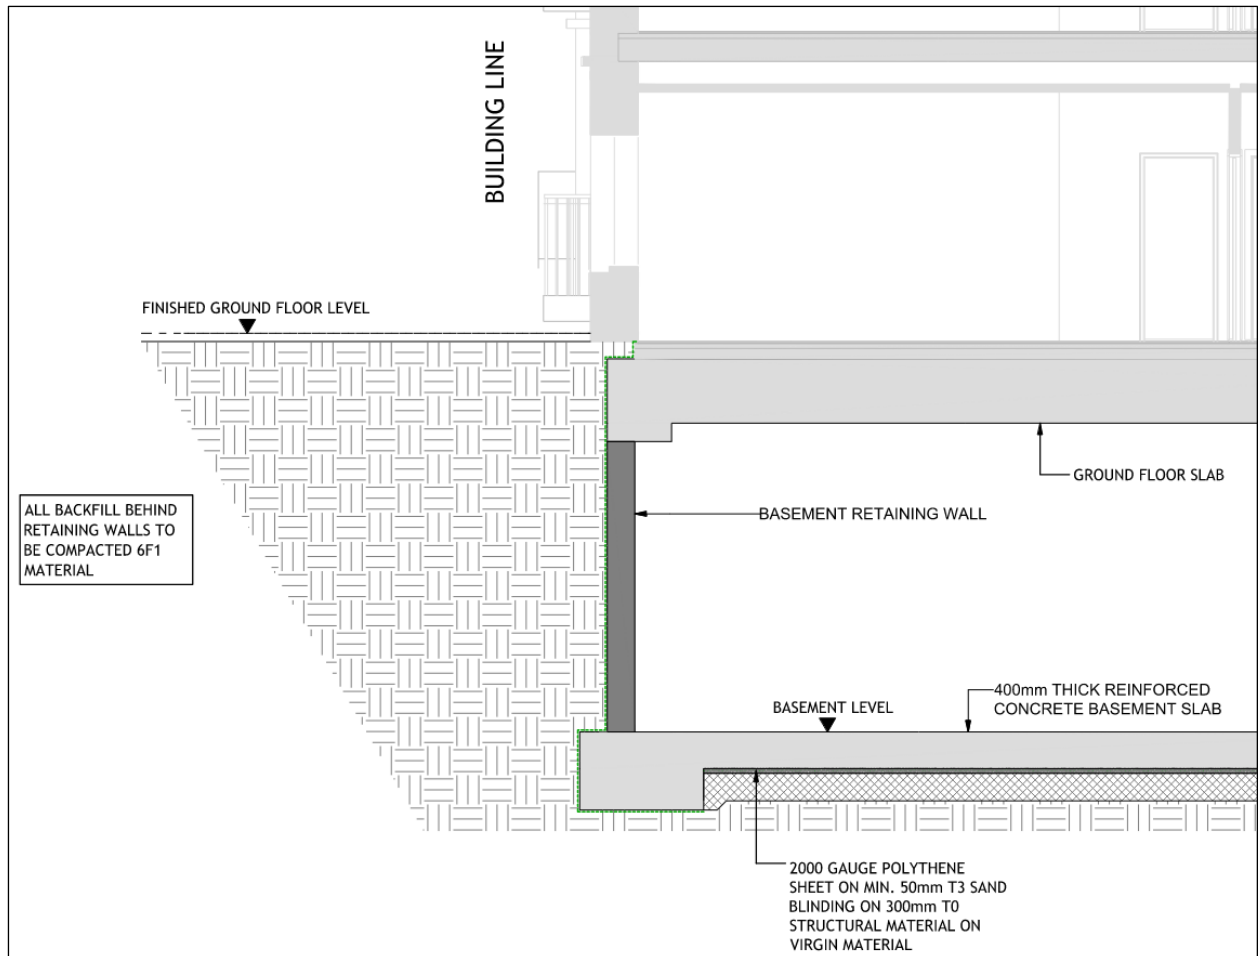 BUILDING LINE
FINISHED GROUND FLOOR LEVEL
GROUND FLOOR SLAB
ALL BACKFILL BEHIND
RETAINING WALLS TO
BE COMPACTED 6F1
MATERIAL
BASEMENT RETAINING WALL
400mm THICK REINFORCED
CONCRETE BASEMENT SLAB
BASEMENT LEVEL
2000 GAUGE POLYTHENE
SHEET ON MIN. 50mm T3 SAND
BLINDING ON 300mm T0
STRUCTURAL MATERIAL ON
VIRGIN MATERIAL